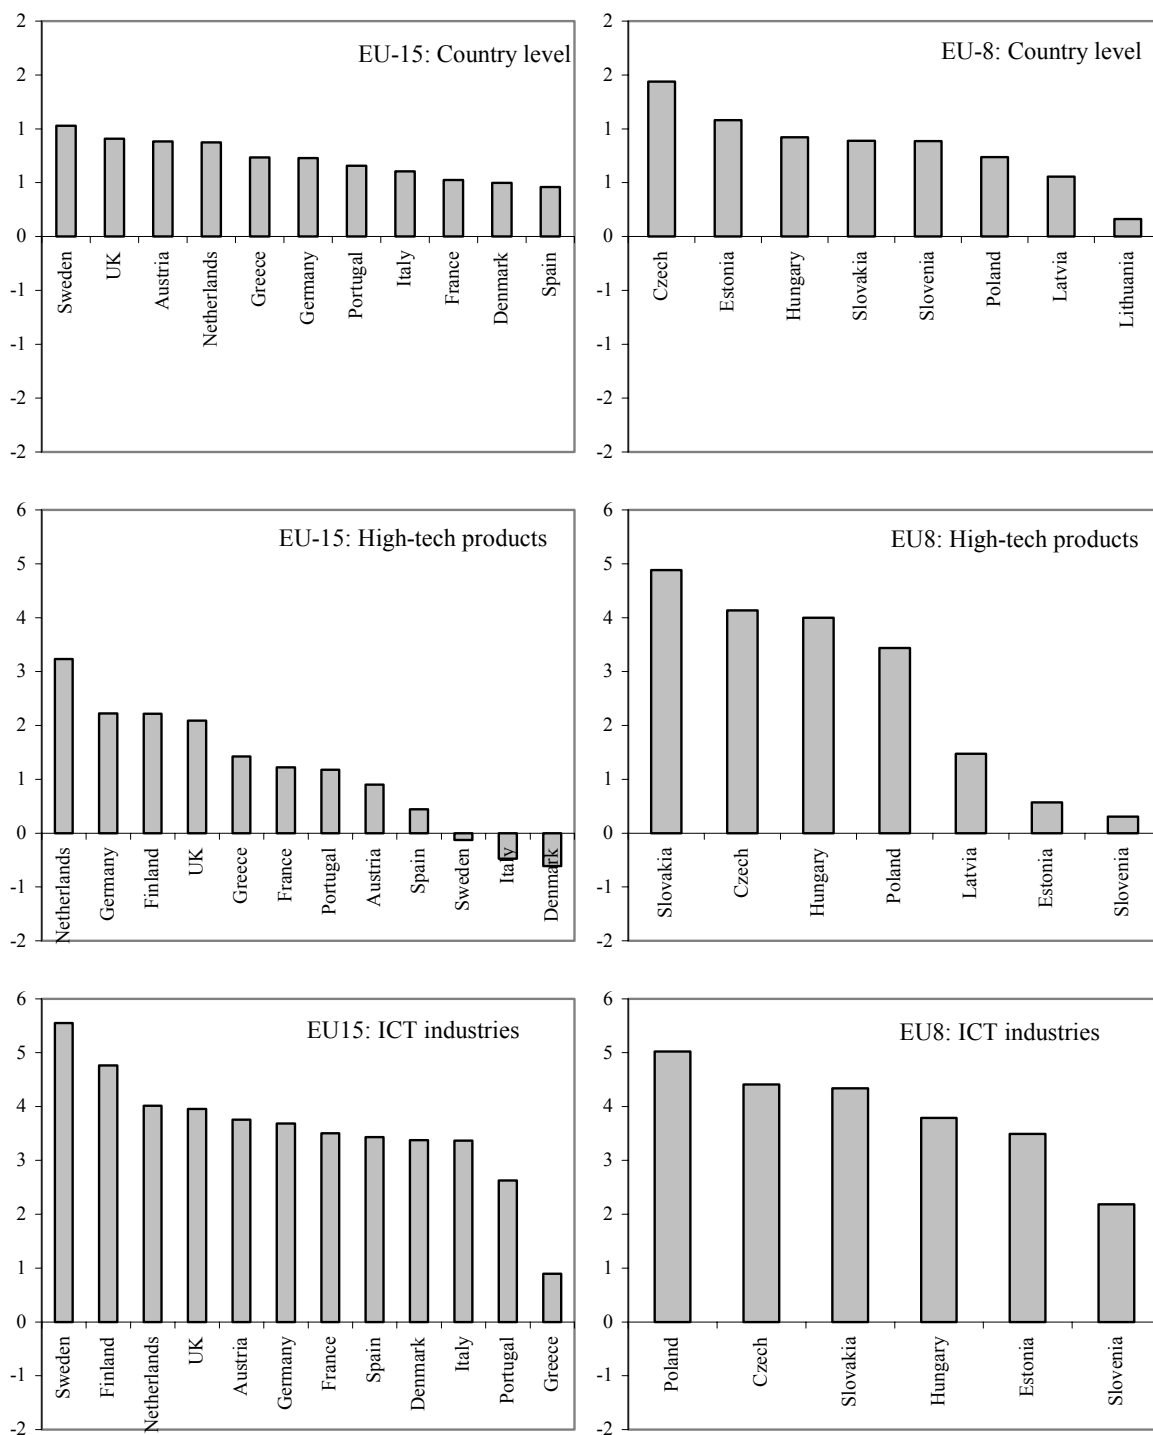 EU-15: Country level
2
2
1
1
0
-1
-1
-2
-2
Sweden
UK
Austria
Netherlands
Greece
Germany
Portugal
Italy
France
Denmark
Spain
EU-8: Country level
2
2
1
1
0
-1
-1
-2
-2
Czech
Estonia
Hungary
Slovakia
Slovenia
Poland
Latvia
Lithuania
EU-15: High-tech products
6
5
4
3
2
1
0
-1
-2
Netherlands
Germany
Finland
UK
Greece
France
Portugal
Austria
Spain
Sweden
Italy
Denmark
EU8: High-tech products
6
5
4
3
2
1
0
-1
-2
Slovakia
Czech
Hungary
Poland
Latvia
Estonia
Slovenia
EU15: ICT industries
6
5
4
3
2
1
0
-1
-2
Sweden
Finland
Netherlands
UK
Austria
Germany
France
Spain
Denmark
Italy
Portugal
Greece
EU8: ICT industries
6
5
4
3
2
1
0
-1
-2
Poland
Czech
Slovakia
Hungary
Estonia
Slovenia